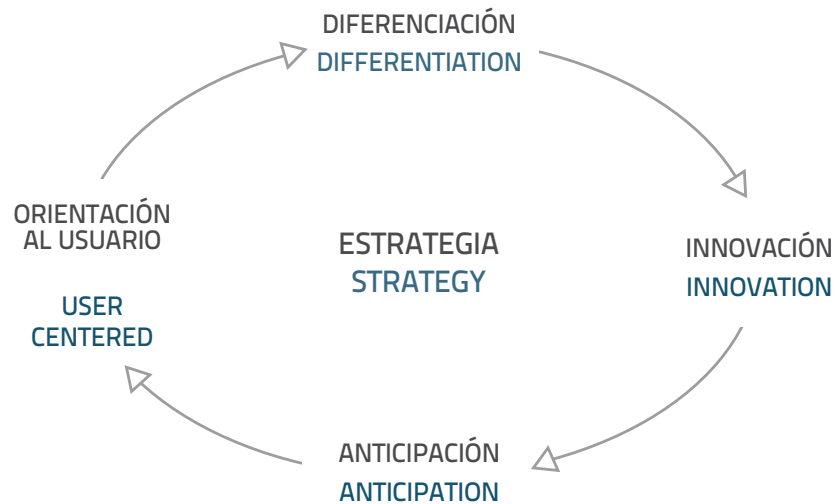 DIFERENCIACIÓN
DIFFERENTIATION
ORIENTACIÓN
AL USUARIO
USER
CENTERED
ESTRATEGIA
STRATEGY
INNOVACIÓN
INNOVATION
ANTICIPACIÓN
ANTICIPATION